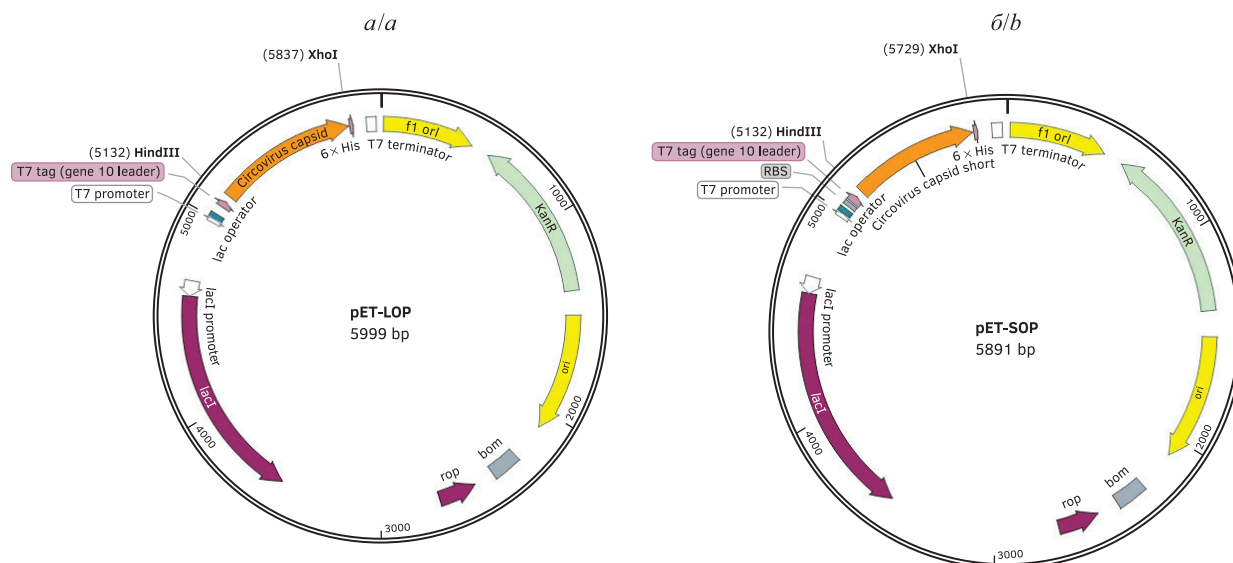 a/a
(5837) XhoI
f1 orI
Circovirus capsid
6 × His
T7 terminator
(5132) HindIII
T7 tag (gene 10 leader)
T7 promoter
lac operator
5000
1000
KanR
lacI promoter
pET-LOP
5999 bp
lacI
ori
4000
2000
bom
rop
3000
б/b
(5729) XhoI
f1 orI
6 × His
T7 terminator
(5132) HindIII
T7 tag (gene 10 leader)
RBS
T7 promoter
lac operator
Circovirus capsid short
5000
1000
KanR
lacI promoter
pET-SOP
5891 bp
lacI
ori
4000
2000
bom
rop
3000